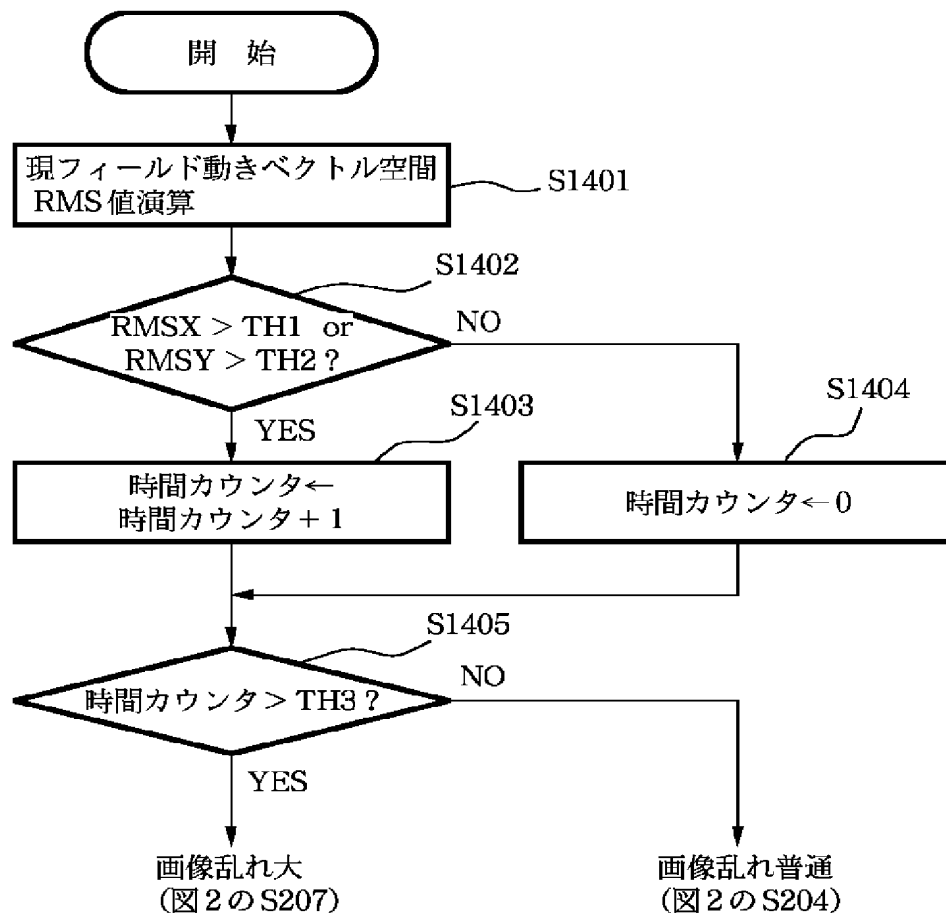 開　始
現フィールド動きベクトル空間
RMS値演算
S1401
S1402
RMSX > TH1 or
RMSY > TH2 ?
NO
YES
S1403
S1404
時間カウンタ←
時間カウンタ+1
時間カウンタ←0
S1405
時間カウンタ> TH3 ?
NO
YES
画像乱れ大
(図2のS207)
画像乱れ普通
(図2のS204)